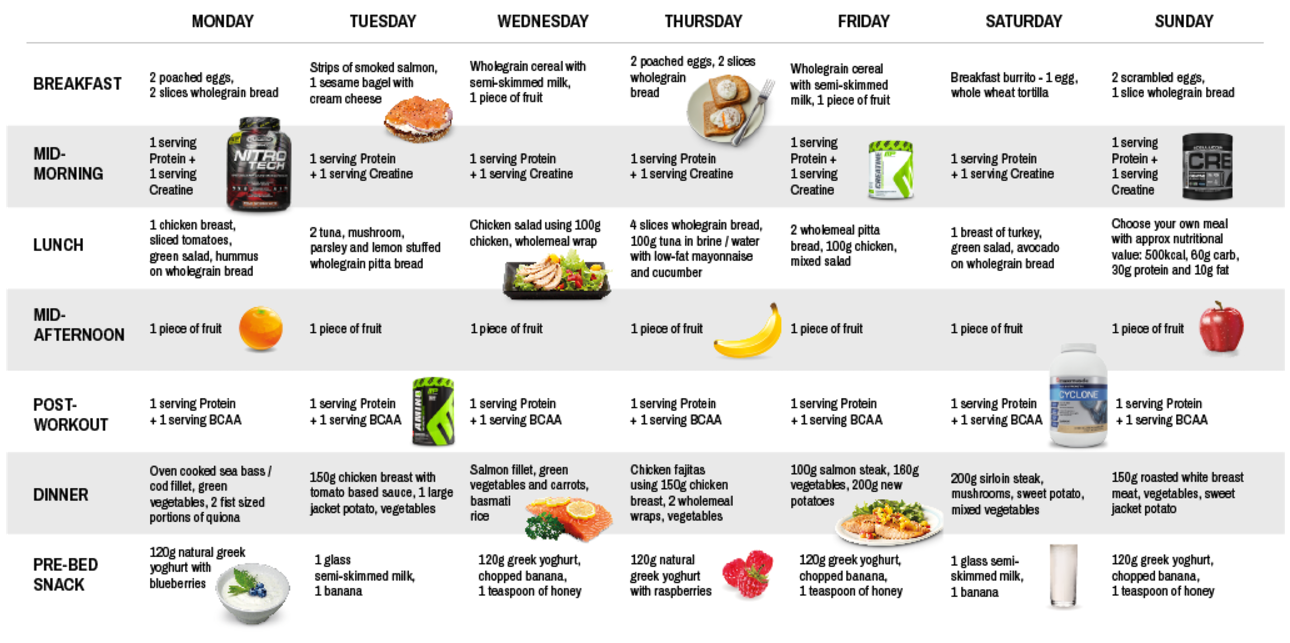 MONDAY TUESDAY WEDNESDAY THURSDAY FRIDAY SATURDAY SUNDAY
BREAKFAST
2 poached eggs,
2 slices wholegrain bread
Strips of smoked salmon,
1 sesame bagel with
cream cheese
Wholegrain cereal with
semi-skimmed milk,
1 piece of fruit
2 poached eggs, 2 slices
wholegrain
bread
Wholegrain cereal
with semi-skimmed
milk, 1 piece of fruit
Breakfast burrito - 1 egg,
whole wheat tortilla
2 scrambled eggs,
1 slice wholegrain bread
MID-
MORNING
1 serving
Protein +
1 serving
Creatine
NITRO
TECH
1 serving Protein
+ 1 serving Creatine
1 serving Protein
+ 1 serving Creatine
1 serving Protein
+ 1 serving Creatine
1 serving
Protein +
1 serving
Creatine
CREATINE
1 serving Protein
+ 1 serving Creatine
1 serving
Protein +
1 serving
Creatine
CRE
LUNCH
1 chicken breast,
sliced tomatoes,
green salad, hummus
on wholegrain bread
2 tuna, mushroom,
parsley and lemon stuffed
wholegrain pitta bread
Chicken salad using 100g
chicken, wholemeal wrap
4 slices wholegrain bread,
100g tuna in brine / water
with low-fat mayonnaise
and cucumber
2 wholemeal pitta
bread, 100g chicken,
mixed salad
1 breast of turkey,
green salad, avocado
on wholegrain bread
Choose your own meal
with approx nutritional
value: 500kcal, 60g carb,
30g protein and 10g fat
MID-
AFTERNOON
1 piece of fruit
1 piece of fruit
1 piece of fruit
1 piece of fruit
1 piece of fruit
1 piece of fruit
1 piece of fruit
POST-
WORKOUT
1 serving Protein
+ 1 serving BCAA
1 serving Protein
+ 1 serving BCAA
AMINO
1 serving Protein
+ 1 serving BCAA
1 serving Protein
+ 1 serving BCAA
1 serving Protein
+ 1 serving BCAA
1 serving Protein
+ 1 serving BCAA
CYCLONE
1 serving Protein
+ 1 serving BCAA
DINNER
Oven cooked sea bass /
cod fillet, green
vegetables, 2 fist sized
portions of quiona
150g chicken breast with
tomato based sauce, 1 large
jacket potato, vegetables
Salmon fillet, green
vegetables and carrots,
basmati
rice
Chicken fajitas
using 150g chicken
breast, 2 wholemeal
wraps, vegetables
100g salmon steak, 160g
vegetables, 200g new
potatoes
200g sirloin steak,
mushrooms, sweet potato,
mixed vegetables
150g roasted white breast
meat, vegetables, sweet
jacket potato
PRE-BED
SNACK
120g natural greek
yoghurt with
blueberries
1 glass
semi-skimmed milk,
1 banana
120g greek yoghurt,
chopped banana,
1 teaspoon of honey
120g natural
greek yoghurt
with raspberries
120g greek yoghurt,
chopped banana,
1 teaspoon of honey
1 glass semi-
skimmed milk,
1 banana
120g greek yoghurt,
chopped banana,
1 teaspoon of honey